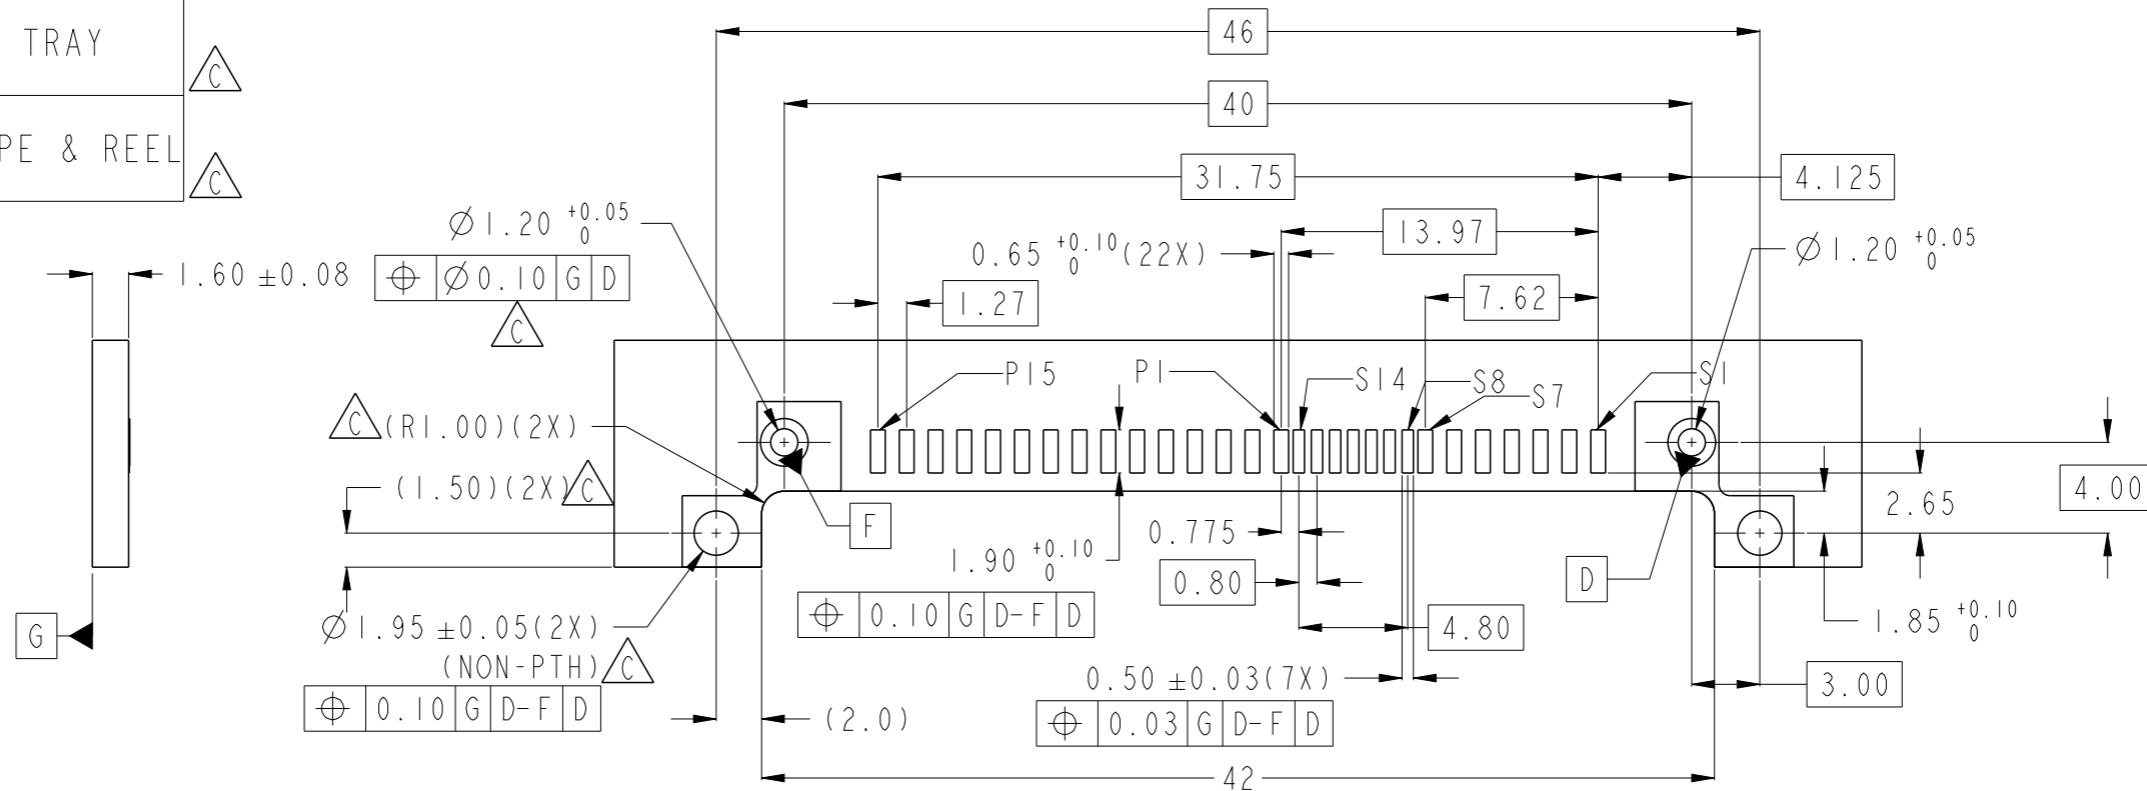 46
TRAY
C
40
PE & REEL
C
31.75
4.125
Ø1.20 +0.05 0
13.97
0.65 +0.10 0 (22X)
Ø1.20 +0.05 0
1.60 ±0.08
⌖ Ø0.10 G D
1.27
7.62
C
P15
P1
S14
S8
S7
S1
C (R1.00)(2X)
(1.50)(2X) C
2.65
4.00
F
0.775
1.90 +0.10 0
0.80
D
⌖ 0.10 G D-F D
1.85 +0.10 0
G
Ø1.95 ±0.05(2X)
(NON-PTH) C
4.80
⌖ 0.10 G D-F D
0.50 ±0.03(7X)
3.00
(2.0)
⌖ 0.03 G D-F D
42